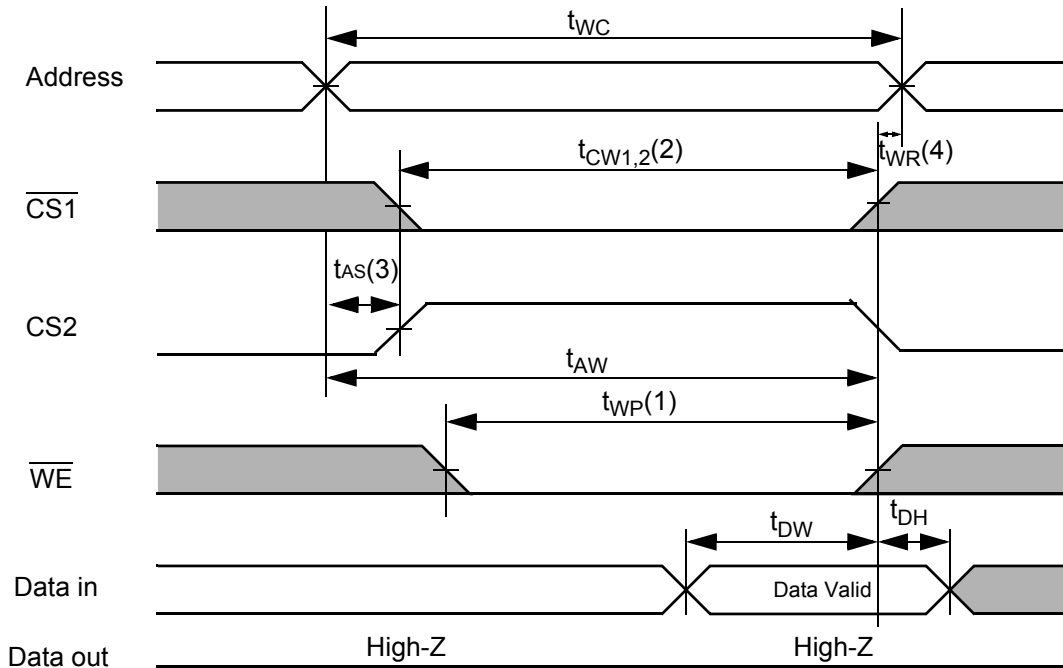 tWC
Address
tCW1,2(2)
tWR(4)
CS1
tAS(3)
CS2
tAW
tWP(1)
WE
tDW
tDH
Data in
Data Valid
Data out
High-Z
High-Z